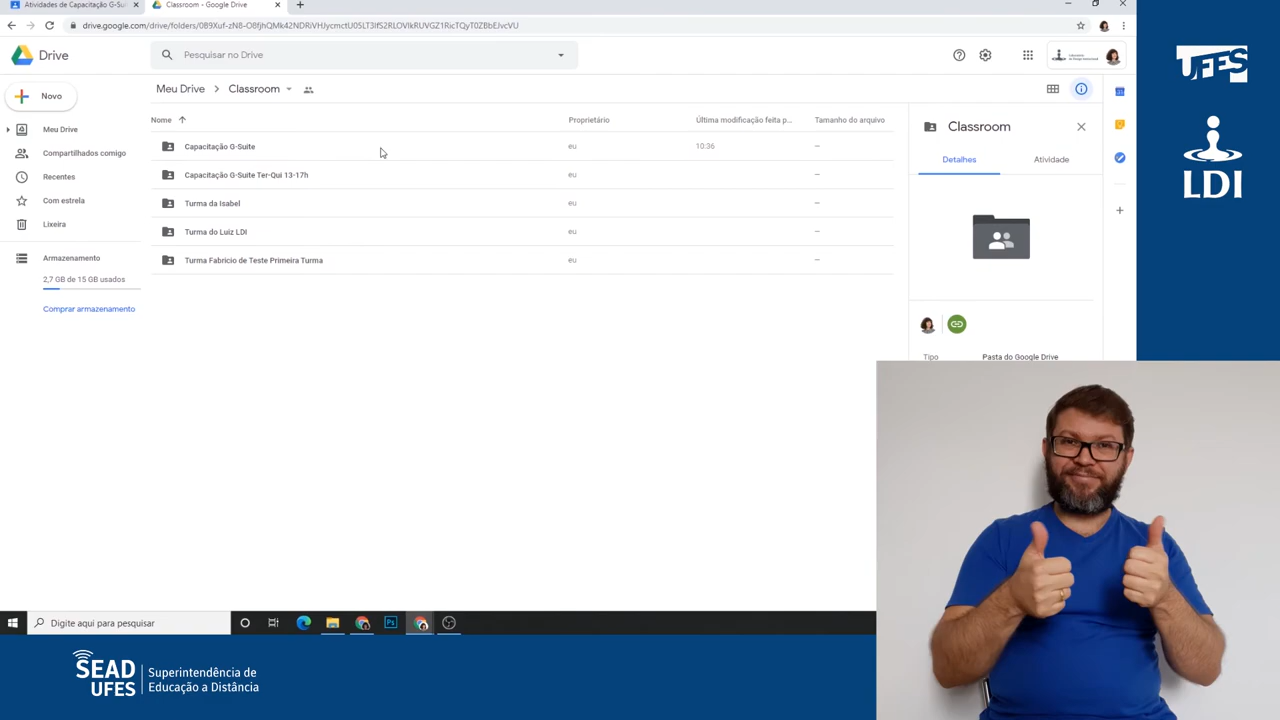 Atividades de Capacitação G-Sui
Classroom - Google Drive
drive.google.com/drive/folders/
Drive
Pesquisar no Drive
UFES
Novo
Meu Drive
Classroom
Nome
Proprietário
Última modificação feita p...
Tamanho do arquivo
Classroom
Meu Drive
Capacitação G-Suite
eu
10:36
–
Detalhes
Atividade
Compartilhados comigo
Recentes
Capacitação G-Suite Ter-Qui 13-17h
eu
–
LDI
Com estrela
Turma da Isabel
eu
–
Lixeira
Turma do Luiz LDI
eu
–
Armazenamento
Turma Fabricio de Teste Primeira Turma
eu
–
2,7 GB de 15 GB usados
Comprar armazenamento
Tipo
Pasta do Google Drive
Digite aqui para pesquisar
Ps
SEAD
UFES
Superintendência de
Educação a Distância